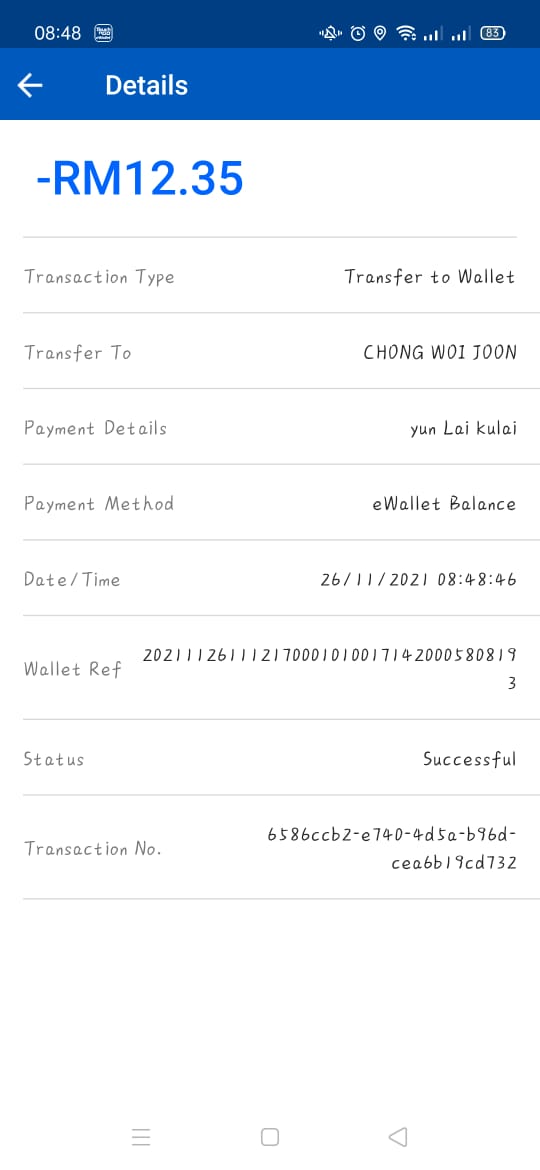 08:48
83
Details
-RM12.35
Transaction Type
Transfer to Wallet
Transfer To
CHONG WOI JOON
Payment Details
yun Lai kulai
Payment Method
eWallet Balance
Date/Time
26/11/2021 08:48:46
Wallet Ref
202111261112170001010017142000580819
3
Status
Successful
Transaction No.
6586ccb2-e740-4d5a-b96d-
cea6b19cd732